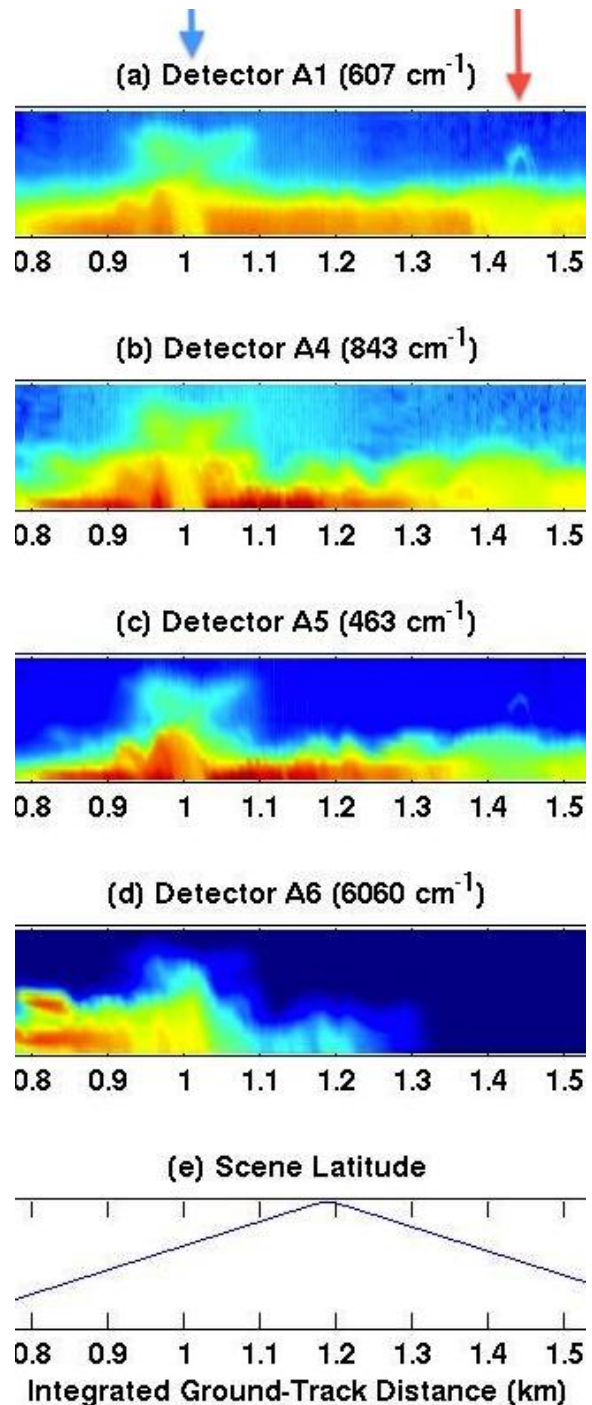 (a) Detector A1 (607 cm-1)
0.8 0.9 1 1.1 1.2 1.3 1.4 1.5
(b) Detector A4 (843 cm-1)
0.8 0.9 1 1.1 1.2 1.3 1.4 1.5
(c) Detector A5 (463 cm-1)
0.8 0.9 1 1.1 1.2 1.3 1.4 1.5
(d) Detector A6 (6060 cm-1)
0.8 0.9 1 1.1 1.2 1.3 1.4 1.5
(e) Scene Latitude
0.8 0.9 1 1.1 1.2 1.3 1.4 1.5
Integrated Ground-Track Distance (km)